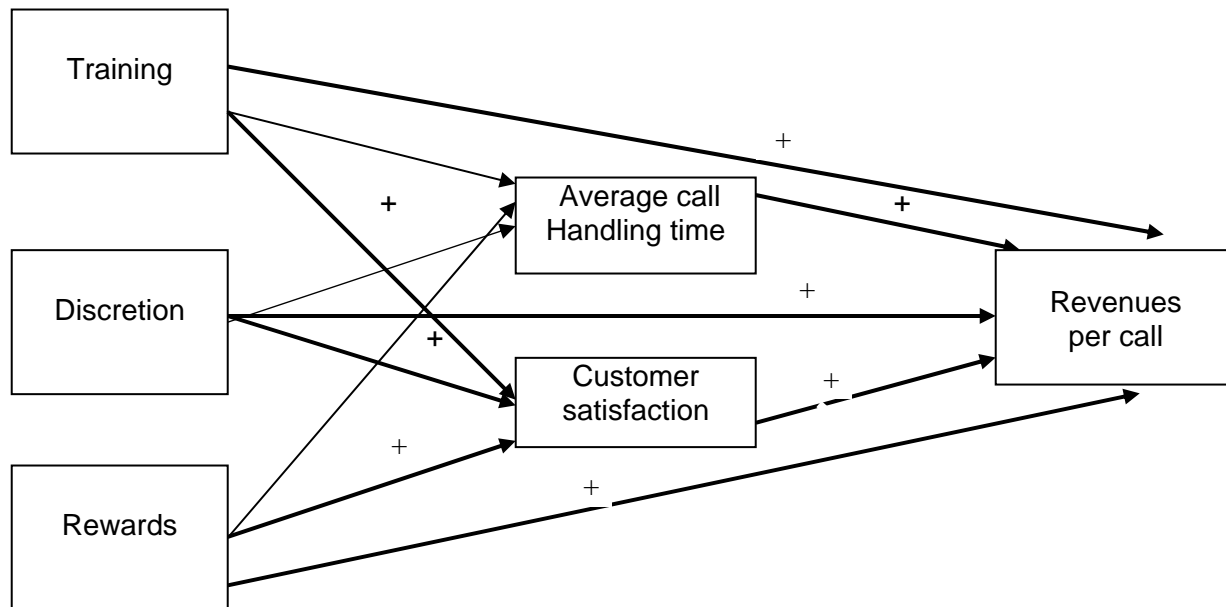 Training
+
+
Average call
Handling time
+
Discretion
+
Revenues
per call
+
Customer
satisfaction
+
+
Rewards
+